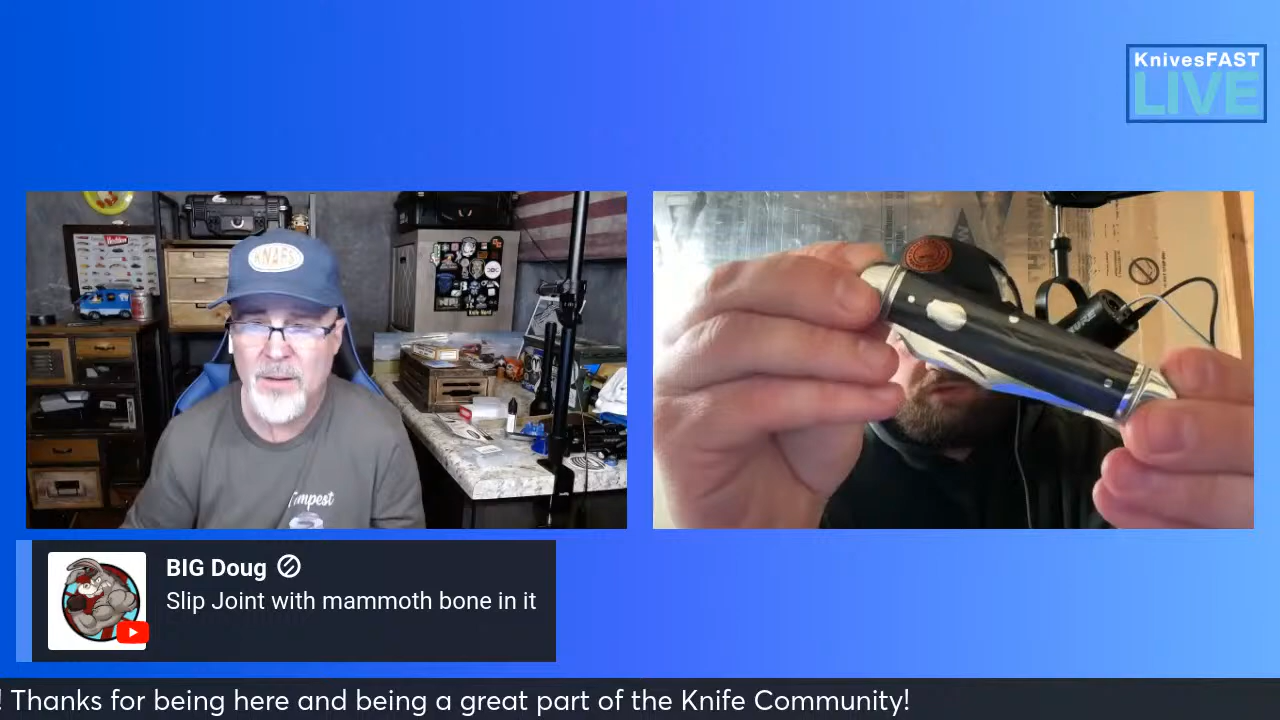 KnivesFAST
LIVE
KNAFS
Tempest
BIG Doug
Slip Joint with mammoth bone in it
! Thanks for being here and being a great part of the Knife Community!